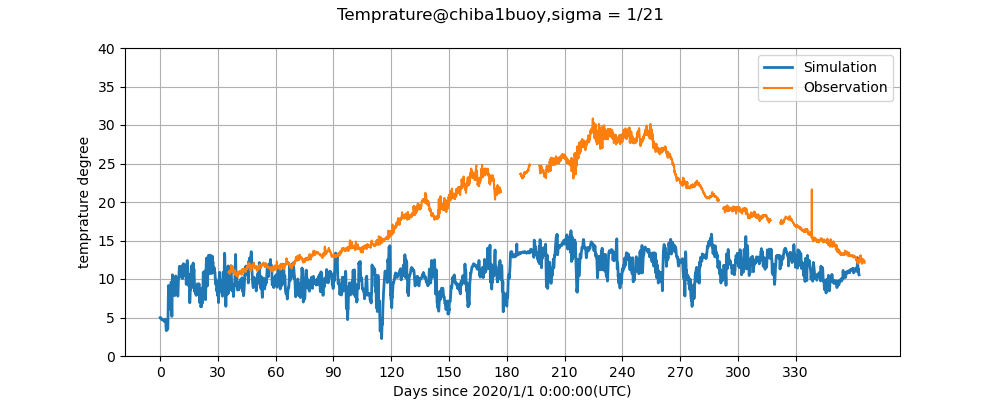 Temprature@chiba1buoy,sigma = 1/21
40
35
30
25
20
15
10
5
0
temprature degree
Simulation
Observation
0 30 60 90 120 150 180 210 240 270 300 330
Days since 2020/1/1 0:00:00(UTC)